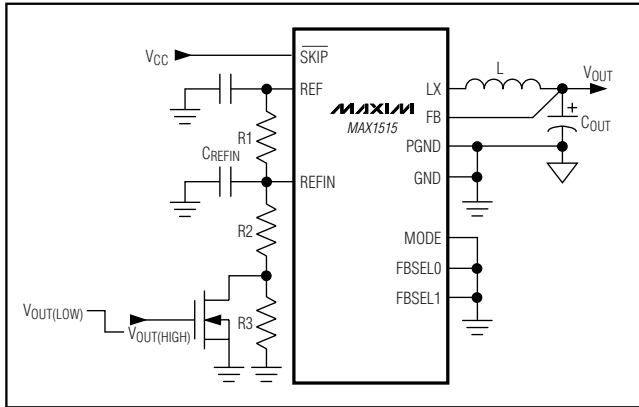 VCC
SKIP
REF
R1
CREFIN
REFIN
R2
VOUT(LOW)
VOUT(HIGH)
R3
MAXIM
MAX1515
LX
L
VOUT
FB
+
COUT
PGND
GND
MODE
FBSEL0
FBSEL1